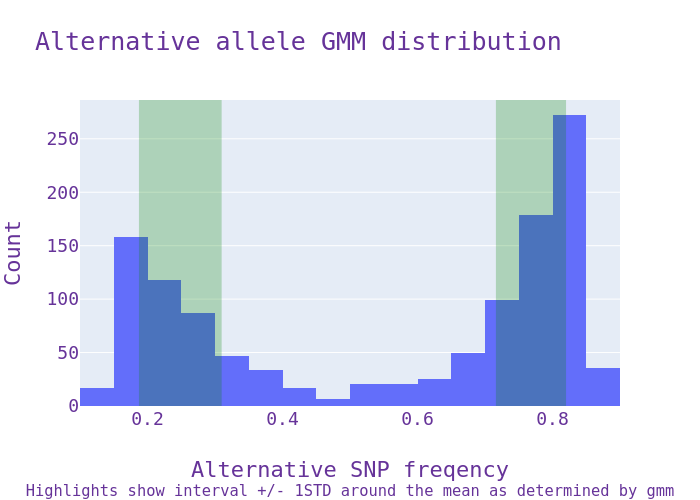 Alternative allele GMM distribution
Count
250
200
150
100
50
0
0.2
0.4
0.6
0.8
Alternative SNP freqency
Highlights show interval +/- 1STD around the mean as determined by gmm